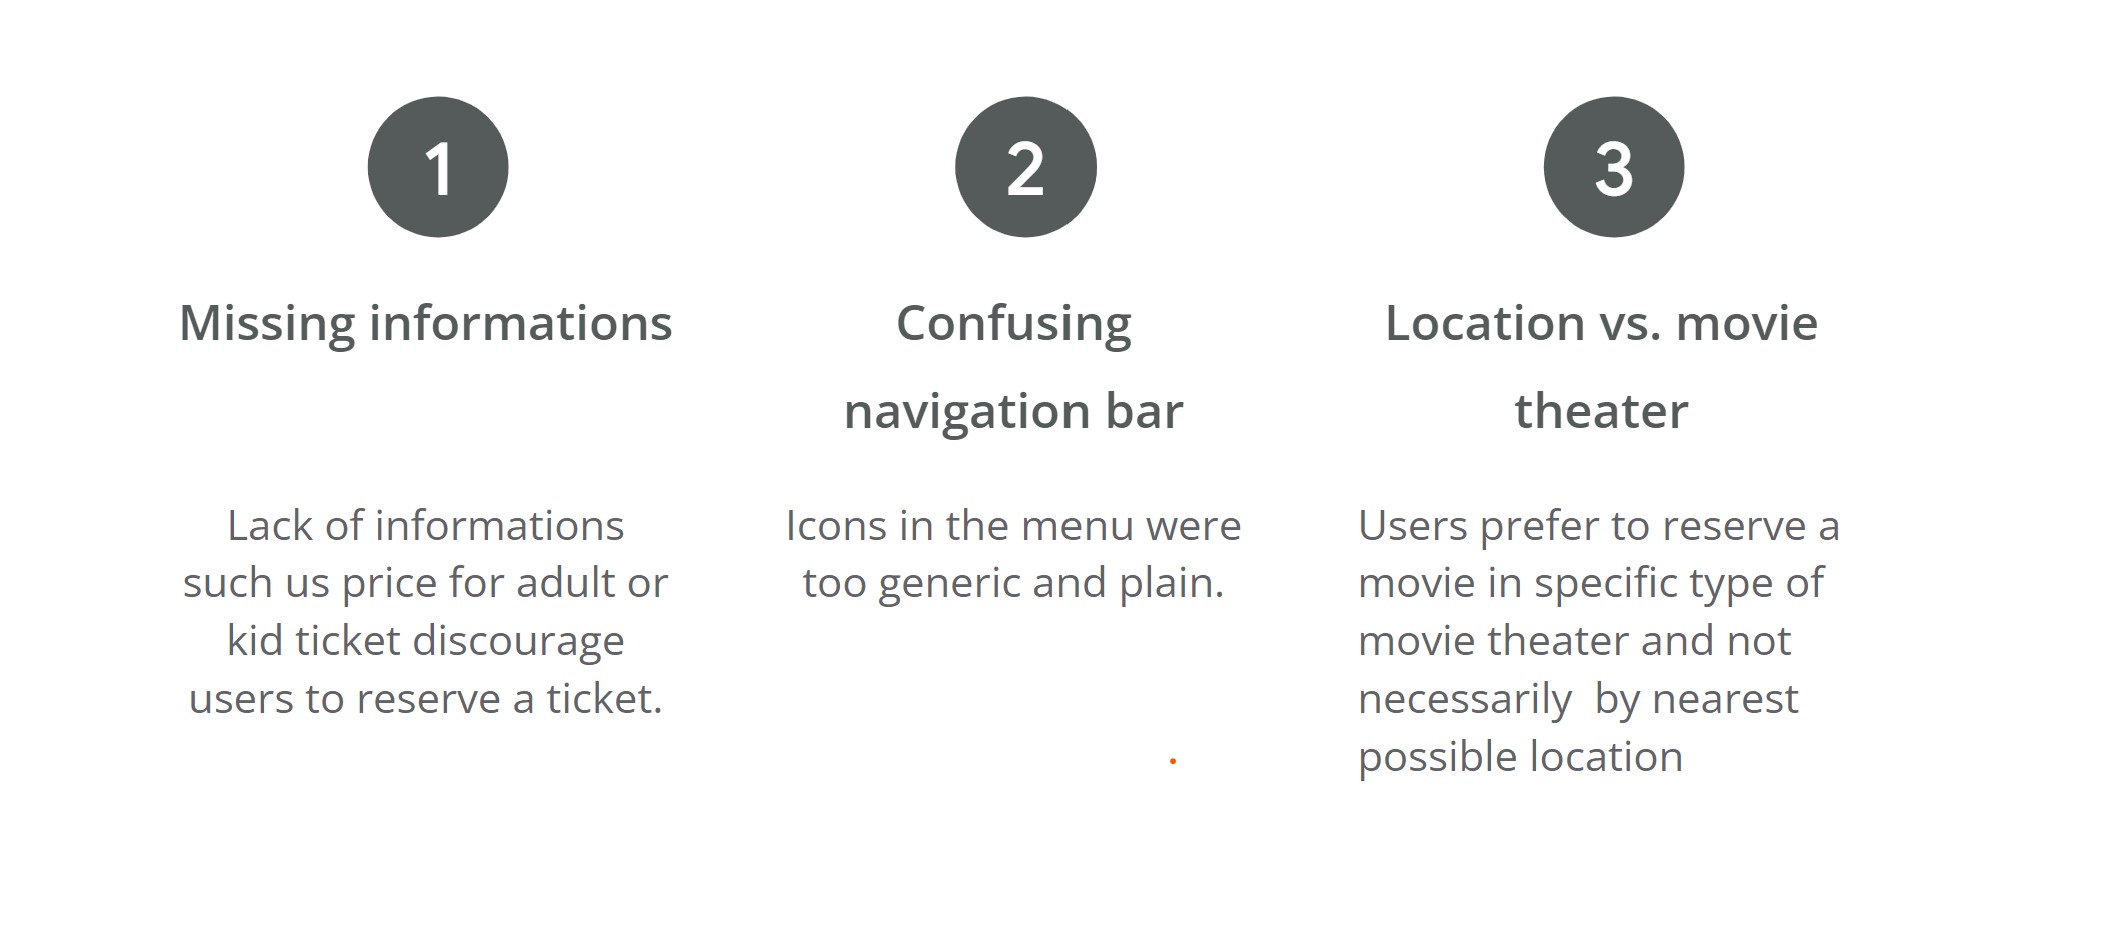 1
Missing informations
Lack of informations
such us price for adult or
kid ticket discourage
users to reserve a ticket.
2
Confusing
navigation bar
Icons in the menu were
too generic and plain.
3
Location vs. movie
theater
Users prefer to reserve a
movie in specific type of
movie theater and not
necessarily  by nearest
possible location